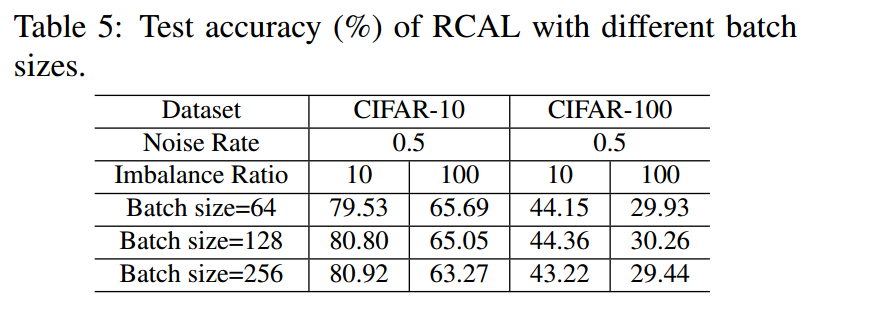 Table 5: Test accuracy (%) of RCAL with different batch
sizes.
Dataset CIFAR-10 CIFAR-100
Noise Rate 0.5 0.5
Imbalance Ratio 10 100 10 100
Batch size=64 79.53 65.69 44.15 29.93
Batch size=128 80.80 65.05 44.36 30.26
Batch size=256 80.92 63.27 43.22 29.44